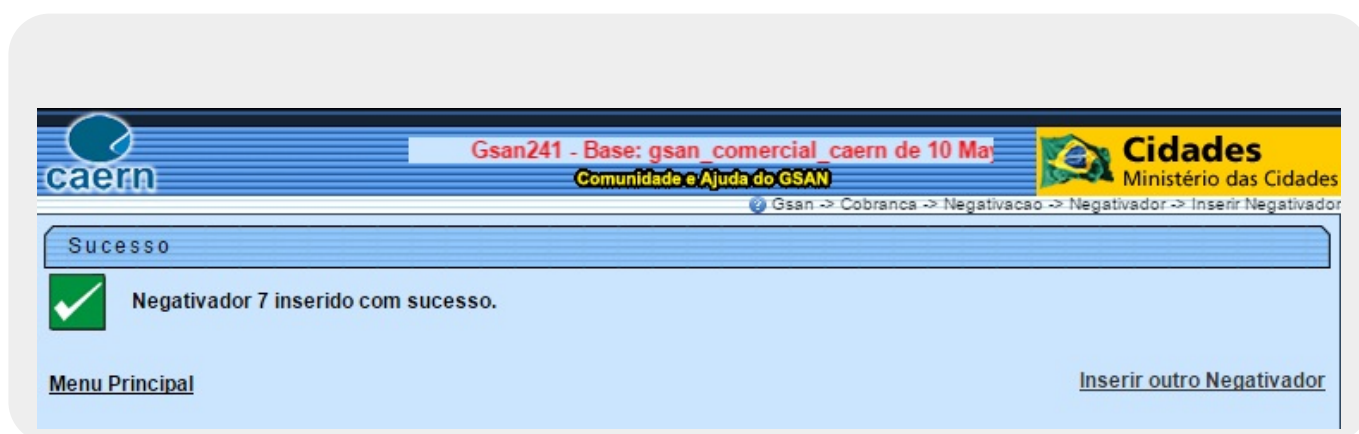 caern
Gsan241 - Base: gsan_comercial_caern de 10 May
Comunidade e Ajuda do GSAN
Cidades
Ministério das Cidades
Gsan -> Cobranca -> Negativacao -> Negativador -> Inserir Negativador
Sucesso
Negativador 7 inserido com sucesso.
Menu Principal
Inserir outro Negativador